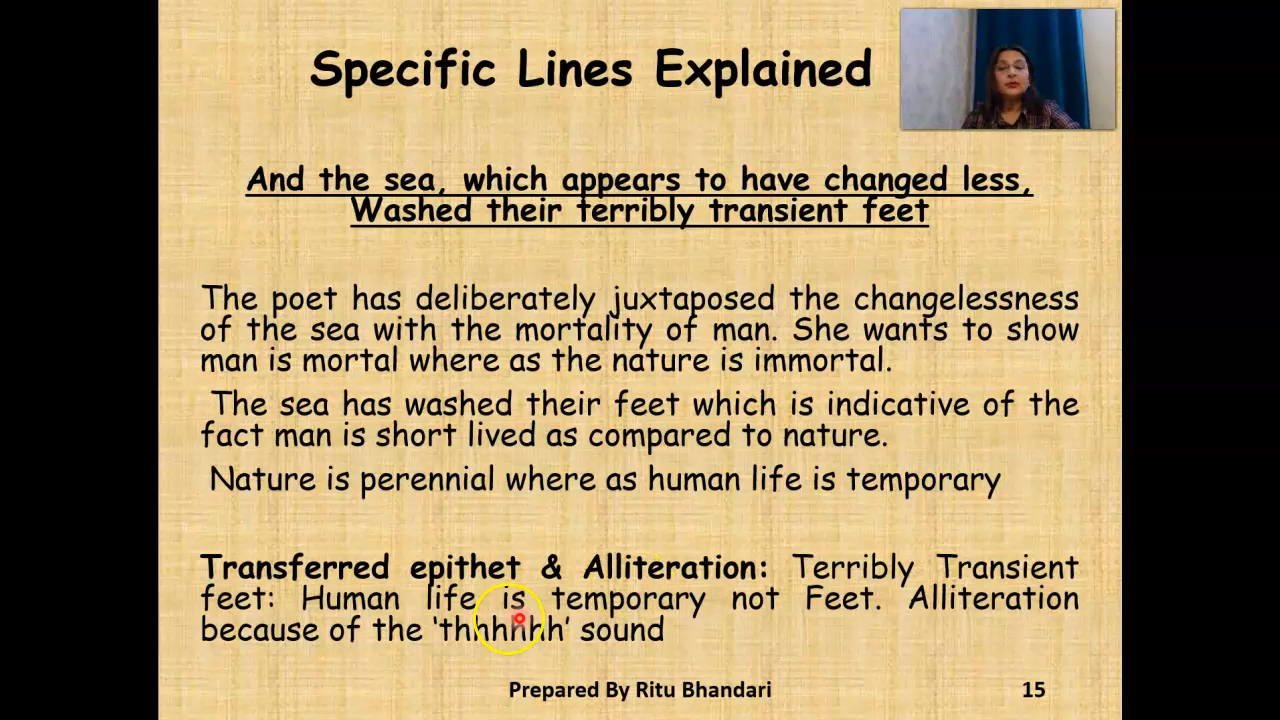 Specific Lines Explained
And the sea, which appears to have changed less,
Washed their terribly transient feet
The poet has deliberately juxtaposed the changelessness
of the sea with the mortality of man. She wants to show
man is mortal where as the nature is immortal.
The sea has washed their feet which is indicative of the
fact man is short lived as compared to nature.
Nature is perennial where as human life is temporary
Transferred epithet & Alliteration: Terribly Transient
feet: Human life is temporary not Feet. Alliteration
because of the ‘thhhhhh’ sound
Prepared By Ritu Bhandari
15